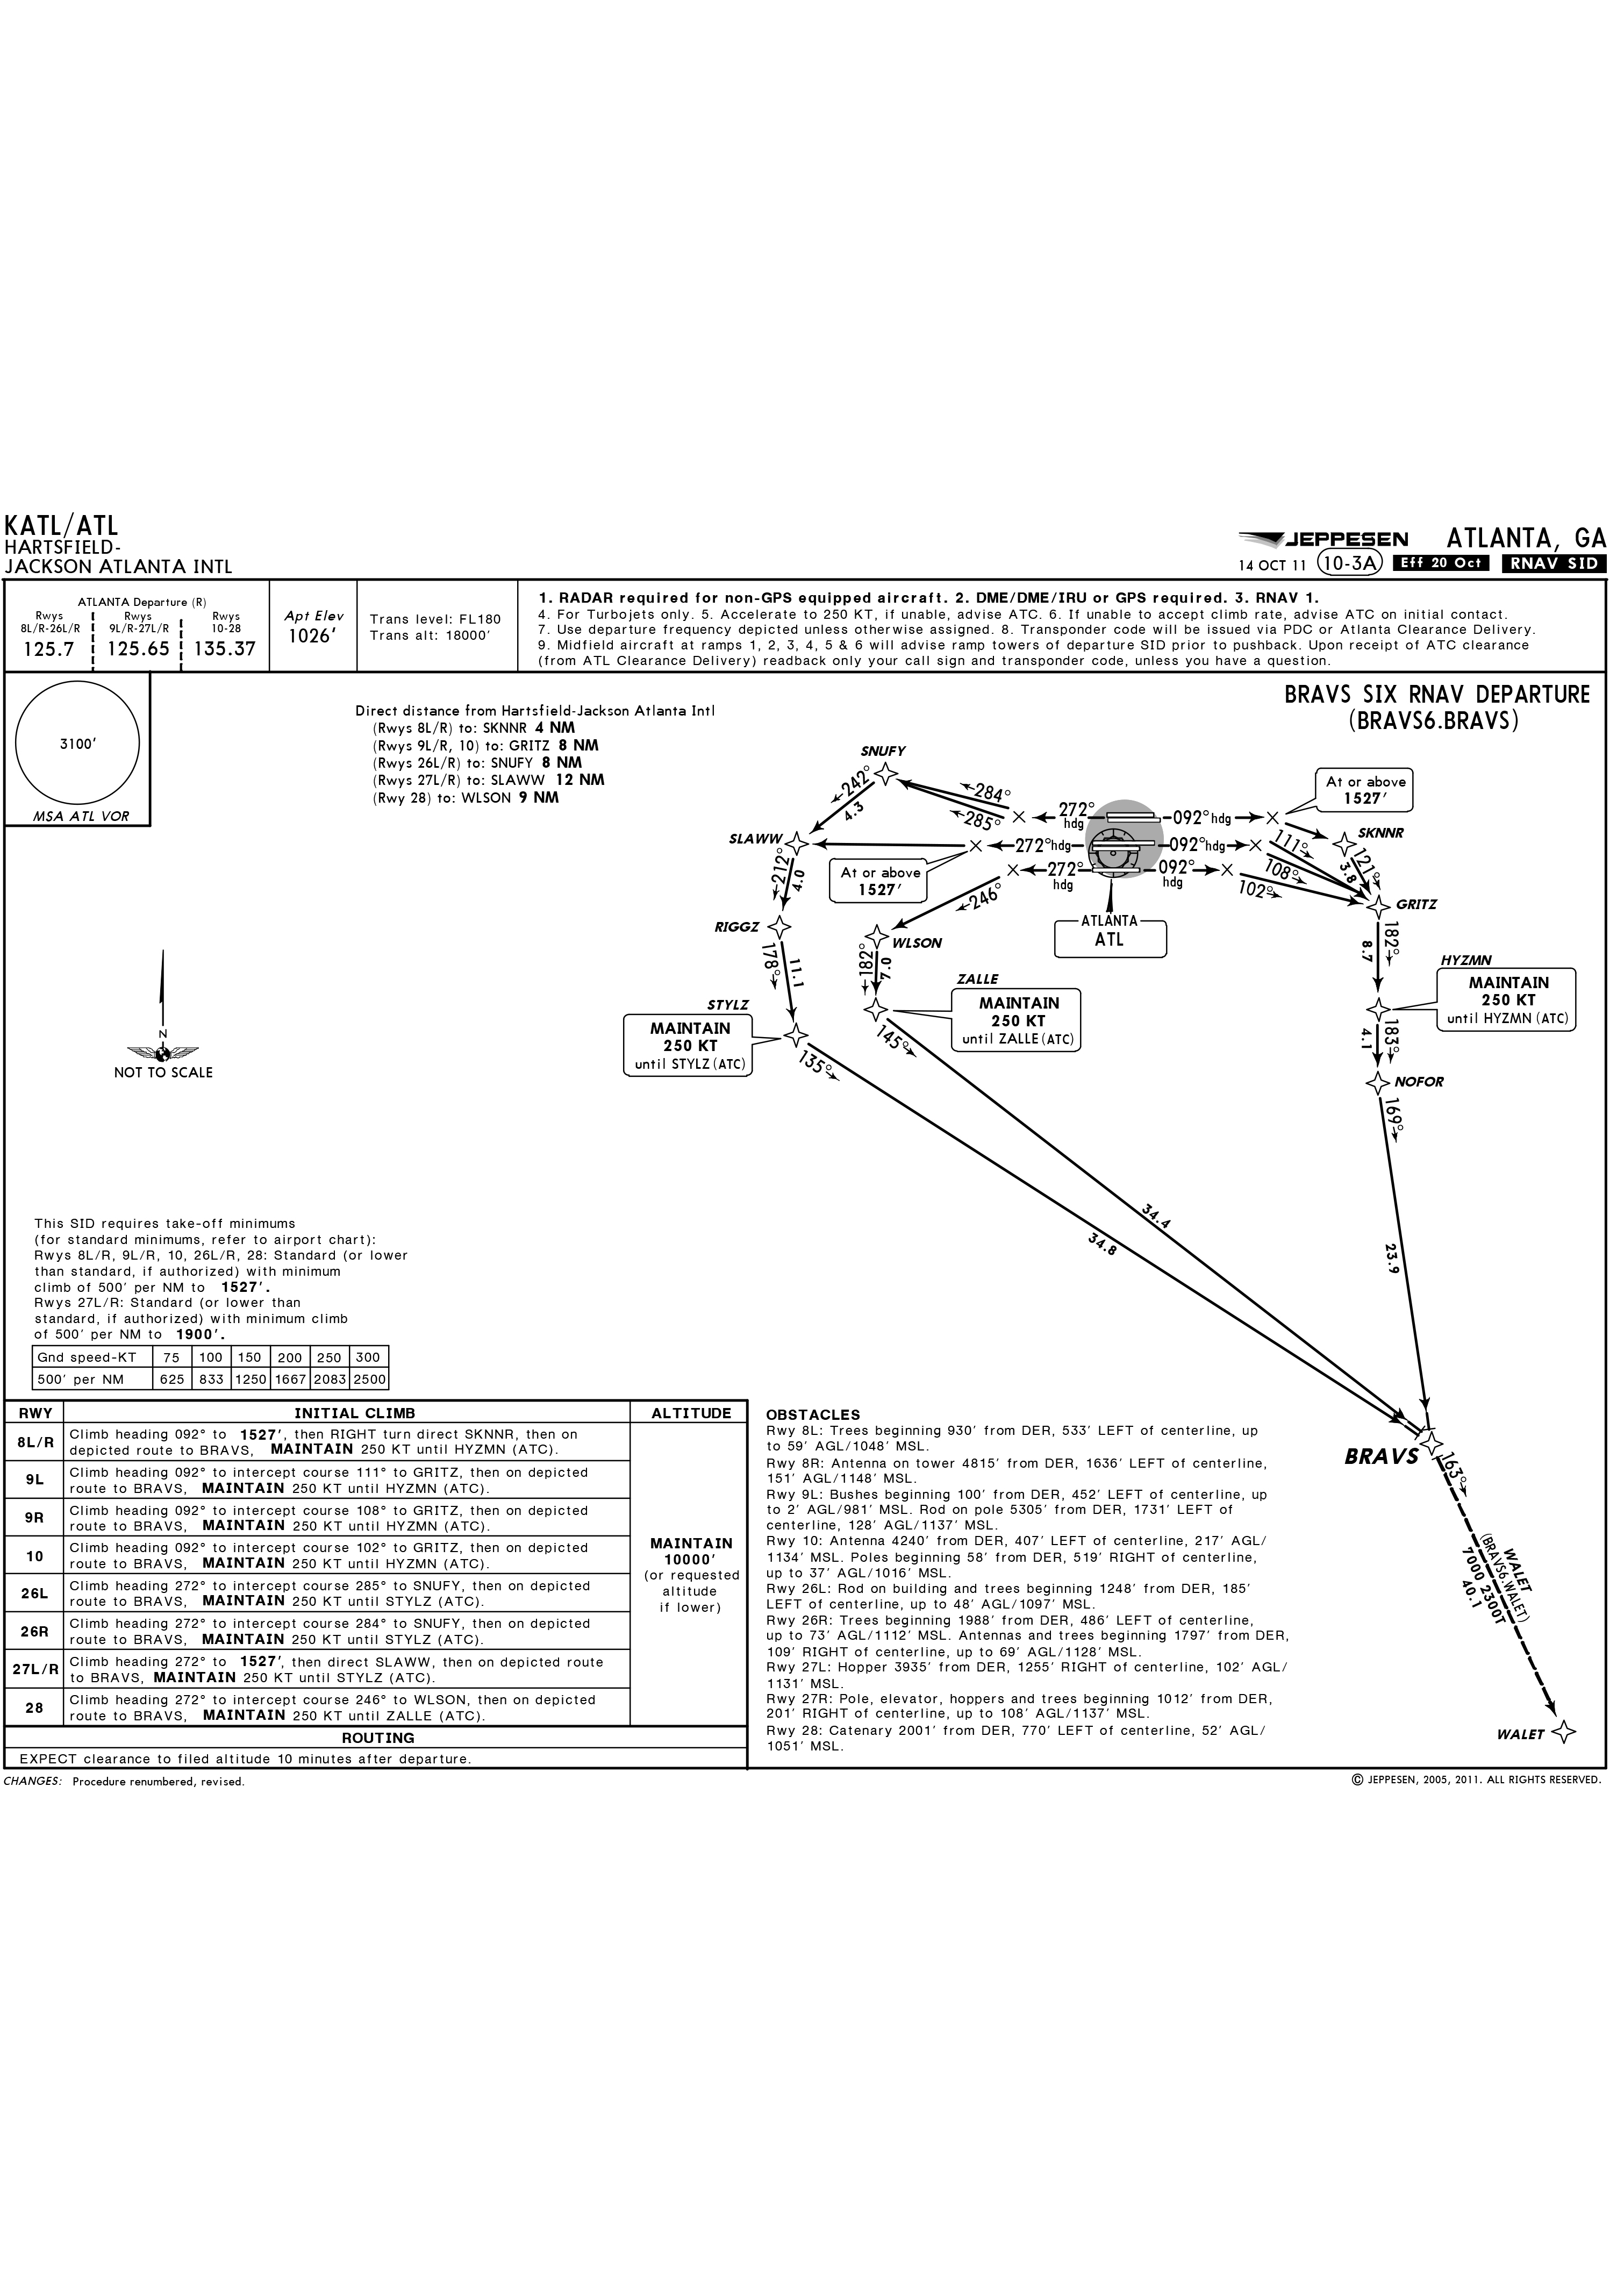 KATL/ATL
HARTSFIELD-
JACKSON ATLANTA INTL
JEPPESEN
ATLANTA, GA
14 OCT 11
10-3A
Eff 20 Oct
RNAV SID
ATLANTA Departure (R)
Rwys
8L/R-26L/R
125.7
Rwys
9L/R-27L/R
125.65
Rwys
10-28
135.37
Apt Elev
1026'
Trans level: FL180
Trans alt: 18000'
1. RADAR required for non-GPS equipped aircraft. 2. DME/DME/IRU or GPS required. 3. RNAV 1.
4. For Turbojets only. 5. Accelerate to 250 KT, if unable, advise ATC. 6. If unable to accept climb rate, advise ATC on initial contact.
7. Use departure frequency depicted unless otherwise assigned. 8. Transponder code will be issued via PDC or Atlanta Clearance Delivery.
9. Midfield aircraft at ramps 1, 2, 3, 4, 5 & 6 will advise ramp towers of departure SID prior to pushback. Upon receipt of ATC clearance
(from ATL Clearance Delivery) readback only your call sign and transponder code, unless you have a question.
3100'
MSA ATL VOR
Direct distance from Hartsfield-Jackson Atlanta Intl
(Rwys 8L/R) to: SKNNR 4 NM
(Rwys 9L/R, 10) to: GRITZ 8 NM
(Rwys 26L/R) to: SNUFY 8 NM
(Rwys 27L/R) to: SLAWW 12 NM
(Rwy 28) to: WLSON 9 NM
BRAVS SIX RNAV DEPARTURE
(BRAVS6.BRAVS)
SNUFY
242°
4.3
284°
285°
272°
hdg
092° hdg
At or above
1527'
SKNNR
SLAWW
272° hdg
092° hdg
111°
121°
3.8
At or above
1527'
212°
4.0
272°
hdg
092°
hdg
108°
102°
246°
GRITZ
ATLANTA
ATL
RIGGZ
WLSON
178°
11.1
182°
7.0
182°
8.7
HYZMN
MAINTAIN
250 KT
until HYZMN (ATC)
ZALLE
MAINTAIN
250 KT
until ZALLE (ATC)
STYLZ
MAINTAIN
250 KT
until STYLZ (ATC)
183°
4.1
145°
135°
NOFOR
169°
N
NOT TO SCALE
34.4
34.8
23.9
This SID requires take-off minimums
(for standard minimums, refer to airport chart):
Rwys 8L/R, 9L/R, 10, 26L/R, 28: Standard (or lower
than standard, if authorized) with minimum
climb of 500' per NM to 1527'.
Rwys 27L/R: Standard (or lower than
standard, if authorized) with minimum climb
of 500' per NM to 1900'.
Gnd speed-KT 75 100 150 200 250 300
500' per NM 625 833 1250 1667 2083 2500
RWY INITIAL CLIMB ALTITUDE
8L/R Climb heading 092° to 1527', then RIGHT turn direct SKNNR, then on
depicted route to BRAVS, MAINTAIN 250 KT until HYZMN (ATC).
9L Climb heading 092° to intercept course 111° to GRITZ, then on depicted
route to BRAVS, MAINTAIN 250 KT until HYZMN (ATC).
9R Climb heading 092° to intercept course 108° to GRITZ, then on depicted
route to BRAVS, MAINTAIN 250 KT until HYZMN (ATC).
10 Climb heading 092° to intercept course 102° to GRITZ, then on depicted
route to BRAVS, MAINTAIN 250 KT until HYZMN (ATC).
26L Climb heading 272° to intercept course 285° to SNUFY, then on depicted
route to BRAVS, MAINTAIN 250 KT until STYLZ (ATC).
26R Climb heading 272° to intercept course 284° to SNUFY, then on depicted
route to BRAVS, MAINTAIN 250 KT until STYLZ (ATC).
27L/R Climb heading 272° to 1527', then direct SLAWW, then on depicted route
to BRAVS, MAINTAIN 250 KT until STYLZ (ATC).
28 Climb heading 272° to intercept course 246° to WLSON, then on depicted
route to BRAVS, MAINTAIN 250 KT until ZALLE (ATC).
MAINTAIN
10000'
(or requested
altitude
if lower)
ROUTING
EXPECT clearance to filed altitude 10 minutes after departure.
OBSTACLES
Rwy 8L: Trees beginning 930' from DER, 533' LEFT of centerline, up
to 59' AGL/1048' MSL.
Rwy 8R: Antenna on tower 4815' from DER, 1636' LEFT of centerline,
151' AGL/1148' MSL.
Rwy 9L: Bushes beginning 100' from DER, 452' LEFT of centerline, up
to 2' AGL/981' MSL. Rod on pole 5305' from DER, 1731' LEFT of
centerline, 128' AGL/1137' MSL.
Rwy 10: Antenna 4240' from DER, 407' LEFT of centerline, 217' AGL/
1134' MSL. Poles beginning 58' from DER, 519' RIGHT of centerline,
up to 37' AGL/1016' MSL.
Rwy 26L: Rod on building and trees beginning 1248' from DER, 185'
LEFT of centerline, up to 48' AGL/1097' MSL.
Rwy 26R: Trees beginning 1988' from DER, 486' LEFT of centerline,
up to 73' AGL/1112' MSL. Antennas and trees beginning 1797' from DER,
109' RIGHT of centerline, up to 69' AGL/1128' MSL.
Rwy 27L: Hopper 3935' from DER, 1255' RIGHT of centerline, 102' AGL/
1131' MSL.
Rwy 27R: Pole, elevator, hoppers and trees beginning 1012' from DER,
201' RIGHT of centerline, up to 108' AGL/1137' MSL.
Rwy 28: Catenary 2001' from DER, 770' LEFT of centerline, 52' AGL/
1051' MSL.
BRAVS
163°
WALET
(BRAVS6.WALET)
7000 2300T
40.1
WALET
CHANGES: Procedure renumbered, revised.
© JEPPESEN, 2005, 2011. ALL RIGHTS RESERVED.